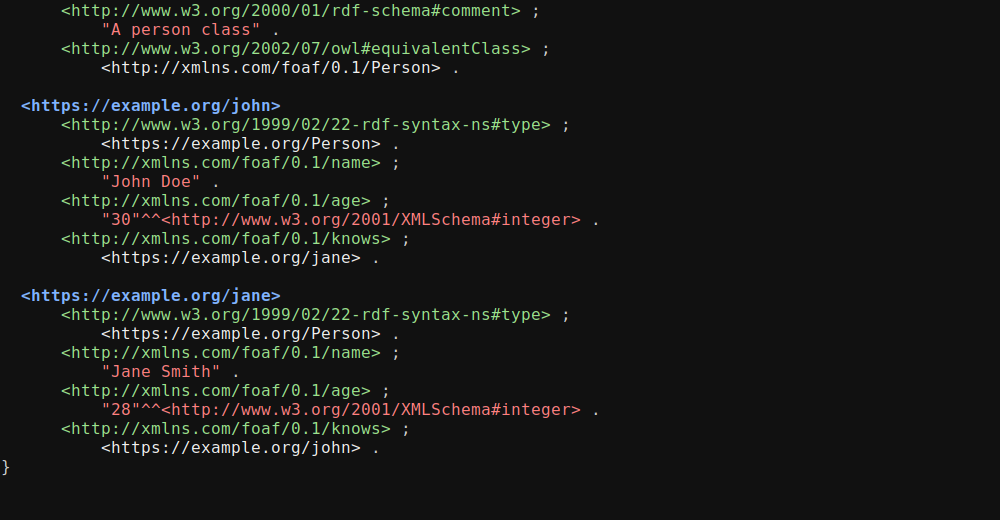 <http://www.w3.org/2000/01/rdf-schema#comment> ;
"A person class" .
<http://www.w3.org/2002/07/owl#equivalentClass> ;
<http://xmlns.com/foaf/0.1/Person> .
<https://example.org/john>
<http://www.w3.org/1999/02/22-rdf-syntax-ns#type> ;
<https://example.org/Person> .
<http://xmlns.com/foaf/0.1/name> ;
"John Doe" .
<http://xmlns.com/foaf/0.1/age> ;
"30"^^<http://www.w3.org/2001/XMLSchema#integer> .
<http://xmlns.com/foaf/0.1/knows> ;
<https://example.org/jane> .
<https://example.org/jane>
<http://www.w3.org/1999/02/22-rdf-syntax-ns#type> ;
<https://example.org/Person> .
<http://xmlns.com/foaf/0.1/name> ;
"Jane Smith" .
<http://xmlns.com/foaf/0.1/age> ;
"28"^^<http://www.w3.org/2001/XMLSchema#integer> .
<http://xmlns.com/foaf/0.1/knows> ;
<https://example.org/john> .
}